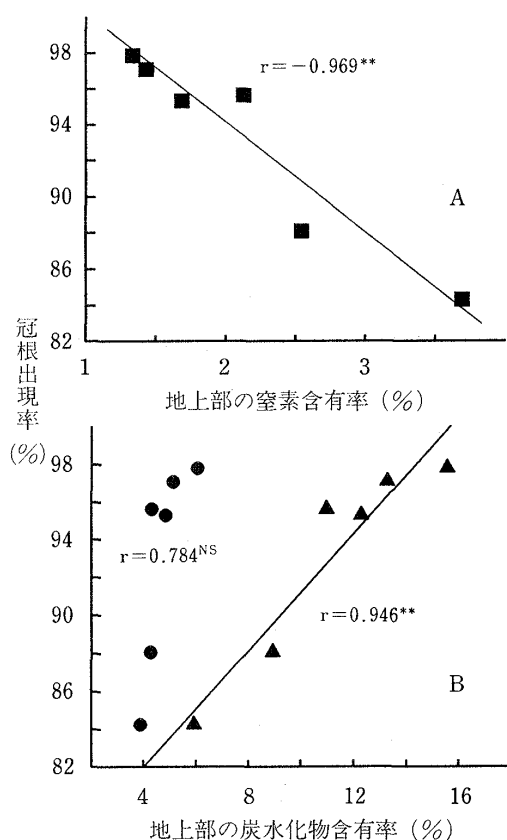 98
94
90
86
82
r=−0.969**
A
1
2
3
地上部の窒素含有率(%)
冠根出現率(%)
98
94
90
86
82
r=0.784NS
r=0.946**
B
4
8
12
16
地上部の炭水化物含有率(%)